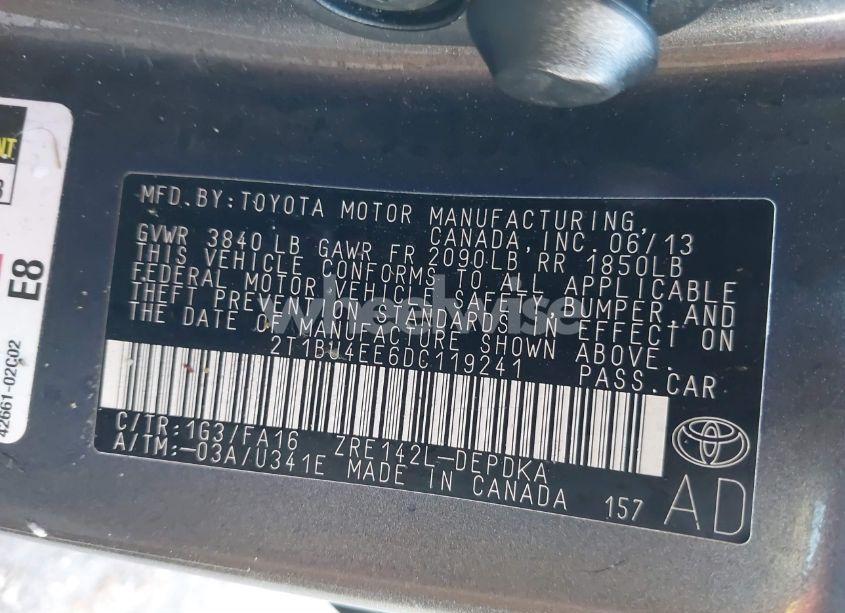 MFD.BY:TOYOTA MOTOR MANUFACTURING,
CANADA,INC. 06/13
GVWR 3840 LB GAWR FR 2090LB,RR 1850LB
THIS VEHICLE CONFORMS TO ALL APPLICABLE
FEDERAL MOTOR VEHICLE SAFETY,BUMPER,AND
THEFT PREVENTION STANDARDS IN EFFECT ON
THE DATE OF MANUFACTURE SHOWN ABOVE.
2T1BU4EE6DC119241 PASS.CAR
C/TR:1G3/FA16 ZRE142L-DEPDKA
A/TM:-03A/U341E MADE IN CANADA 157
AD
E8
42661-02C02
wheelwise